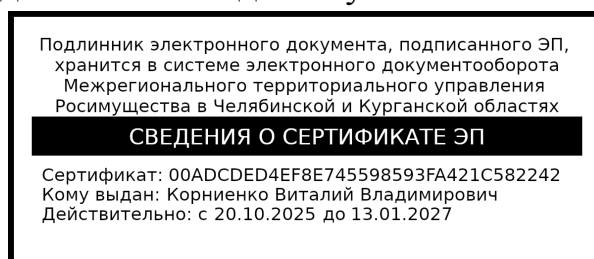 Подлинник электронного документа, подписанного ЭП,
хранится в системе электронного документооборота
Межрегионального территориального управления
Росимущества в Челябинской и Курганской областях
СВЕДЕНИЯ О СЕРТИФИКАТЕ ЭП
Сертификат: 00ADCDED4EF8E745598593FA421C582242
Кому выдан: Корниенко Виталий Владимирович
Действительно: с 20.10.2025 до 13.01.2027